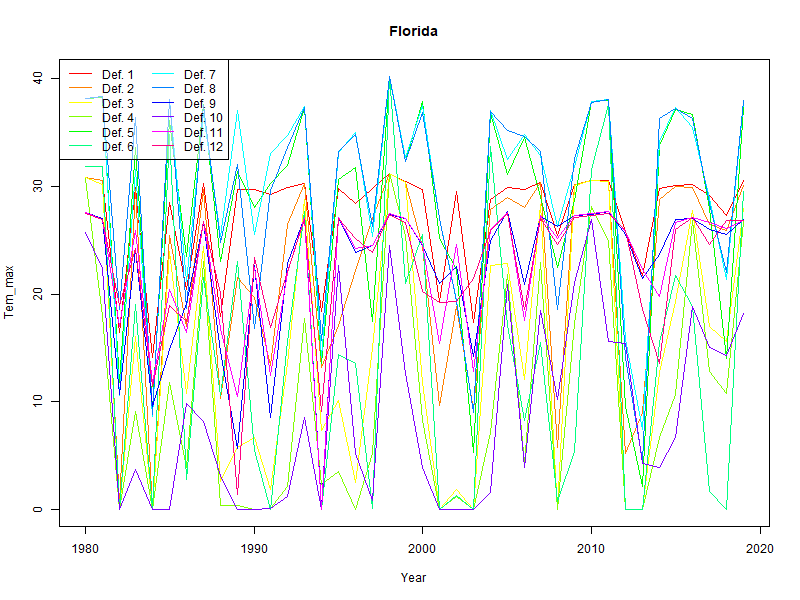 Florida
Tem_max
40
30
20
10
0
Def. 1
Def. 2
Def. 3
Def. 4
Def. 5
Def. 6
Def. 7
Def. 8
Def. 9
Def. 10
Def. 11
Def. 12
1980 1990 2000 2010 2020
Year